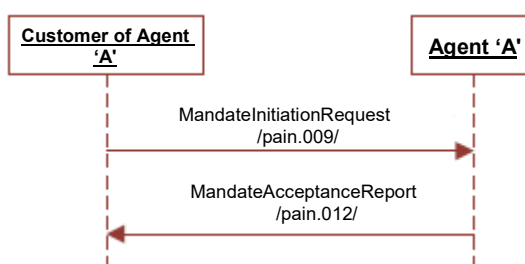 Customer of Agent
‘A'
Agent ‘A'
MandateInitiationRequest
/pain.009/
MandateAcceptanceReport
/pain.012/